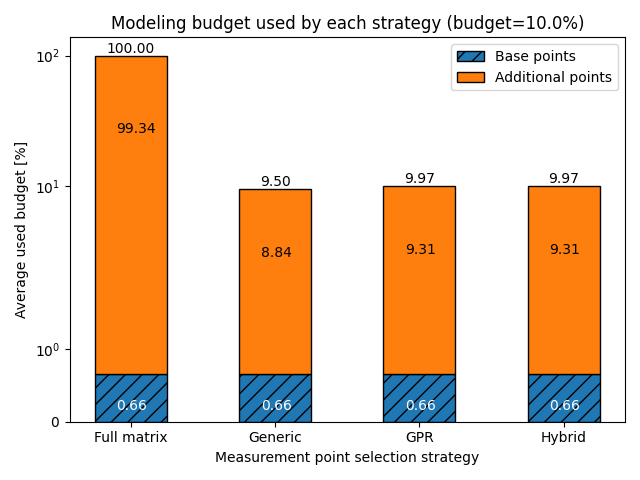 Modeling budget used by each strategy (budget=10.0%)
Average used budget [%]
10²
10¹
10⁰
0
Base points
Additional points
100.00
99.34
0.66
9.50
8.84
0.66
9.97
9.31
0.66
9.97
9.31
0.66
Full matrix
Generic
GPR
Hybrid
Measurement point selection strategy